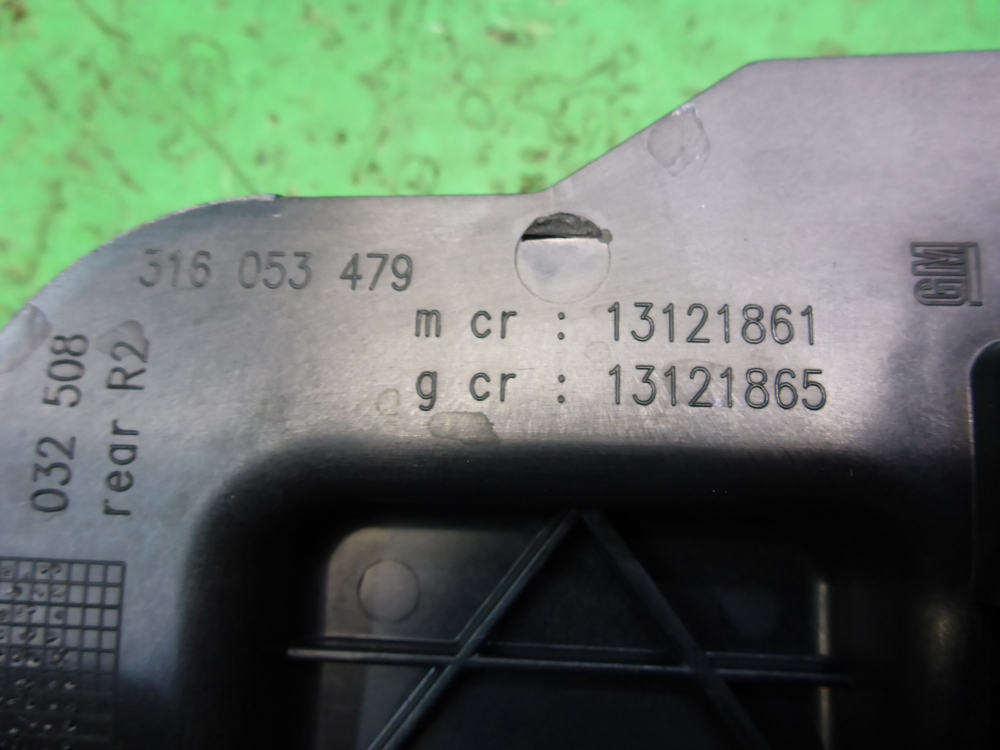 316 053 479
m cr : 13121861
g cr : 13121865
032 508
rear R2
GM